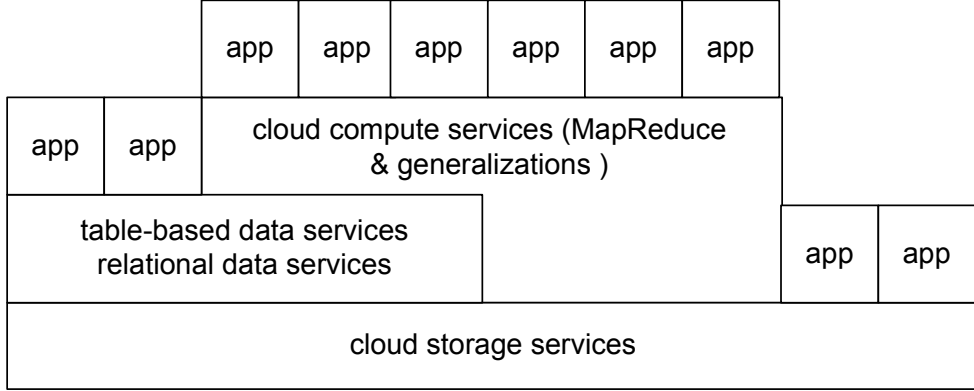 app app app app app app
app app
cloud compute services (MapReduce
& generalizations )
table-based data services
relational data services
app app
cloud storage services